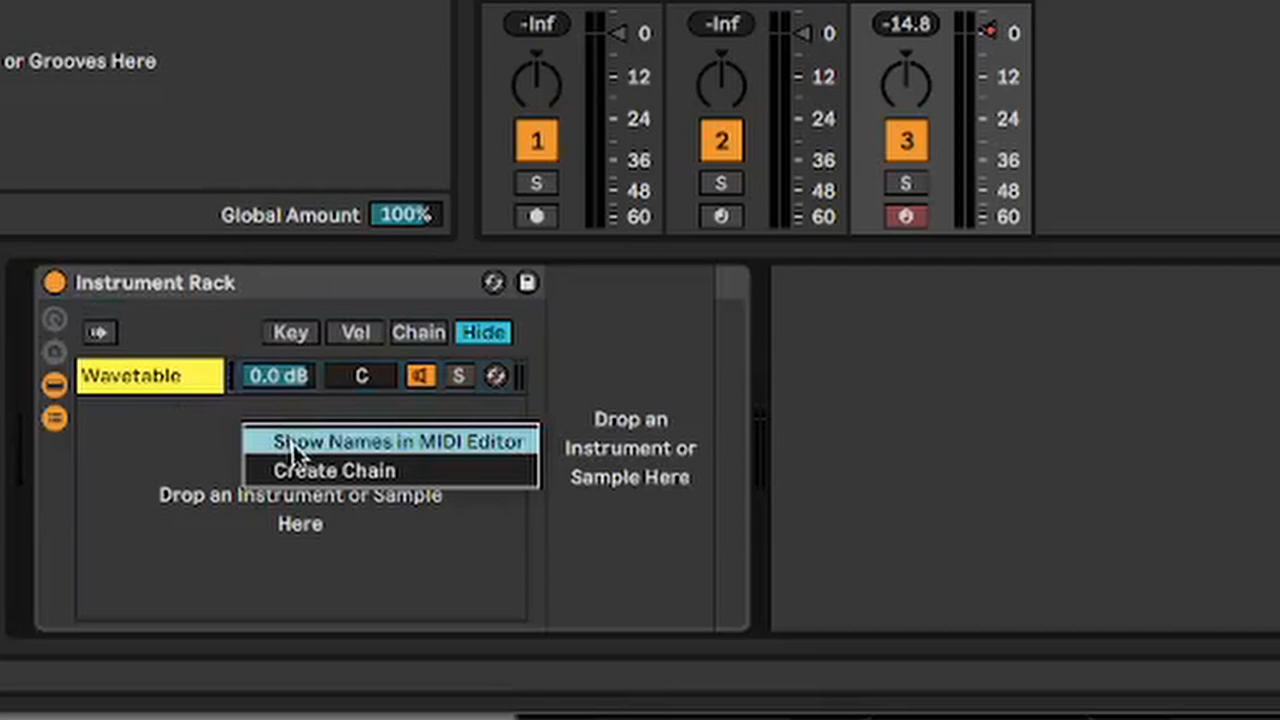 or Grooves Here
Global Amount 100%
-Inf -Inf -14.8
0 0 0
12 12 12
1 2 3
24 24 24
36 36 36
S S S
48 48 48
60 60 60
Instrument Rack
Key Vel Chain Hide
Wavetable 0.0 dB C S
Show Names in MIDI Editor
Create Chain
Drop an Instrument or Sample
Here
Drop an
Instrument or
Sample Here